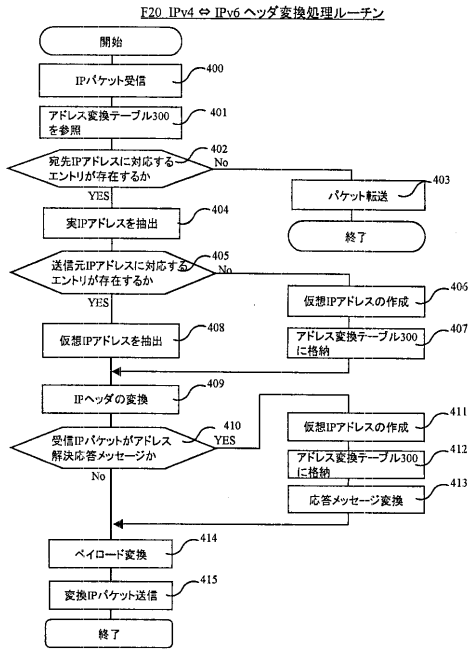 F20 IPv4 ⇔ IPv6 ヘッダ変換処理ルーチン
開始
IPパケット受信
400
アドレス変換テーブル300
を参照
401
宛先IPアドレスに対応する
エントリが存在するか
402
No
YES
パケット転送
403
終了
実IPアドレスを抽出
404
送信元IPアドレスに対応する
エントリが存在するか
405
No
YES
仮想IPアドレスの作成
406
アドレス変換テーブル300
に格納
407
仮想IPアドレスを抽出
408
IPヘッダの変換
409
受信IPパケットがアドレス
解決応答メッセージか
410
YES
No
仮想IPアドレスの作成
411
アドレス変換テーブル300
に格納
412
応答メッセージ変換
413
ペイロード変換
414
変換IPパケット送信
415
終了